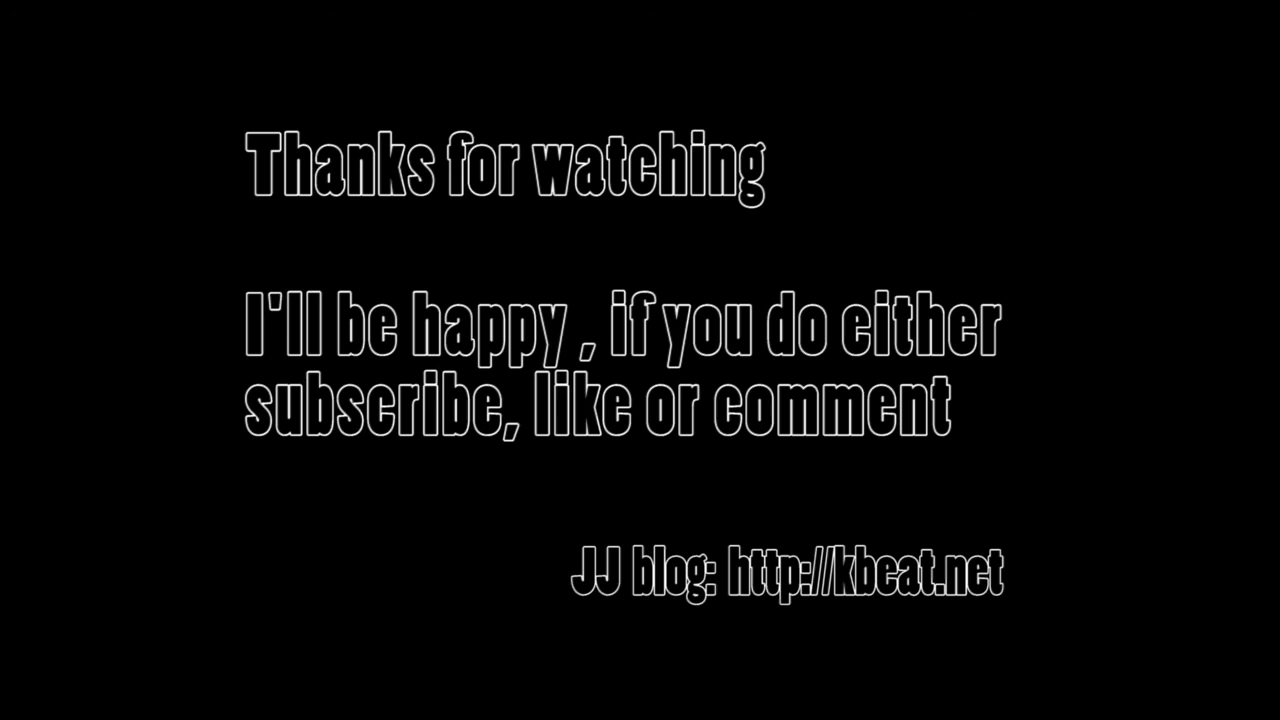 Thanks for watching
I'll be happy , if you do either
subscribe, like or comment
JJ blog: http://kbeat.net